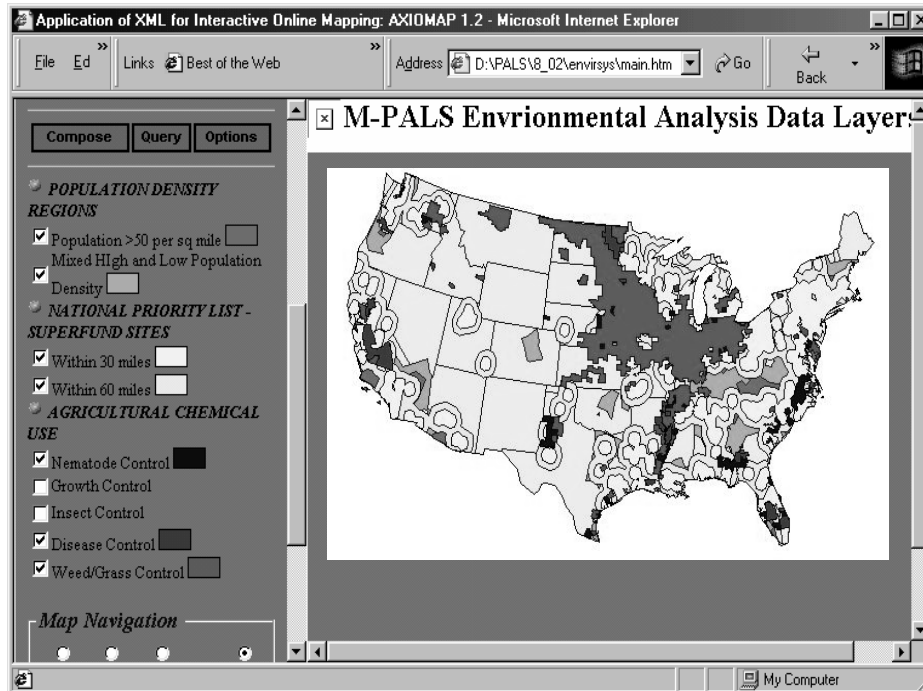 Application of XML for Interactive Online Mapping: AXIOMAP 1.2 - Microsoft Internet Explorer
File Ed » Links Best of the Web » Address D:\PALS\8_02\envirsys\main.htm Go Back »
Compose Query Options
M-PALS Envrionmental Analysis Data Layers
POPULATION DENSITY
REGIONS
Population >50 per sq mile
Mixed HIgh and Low Population
Density
NATIONAL PRIORITY LIST -
SUPERFUND SITES
Within 30 miles
Within 60 miles
AGRICULTURAL CHEMICAL
USE
Nematode Control
Growth Control
Insect Control
Disease Control
Weed/Grass Control
Map Navigation
My Computer